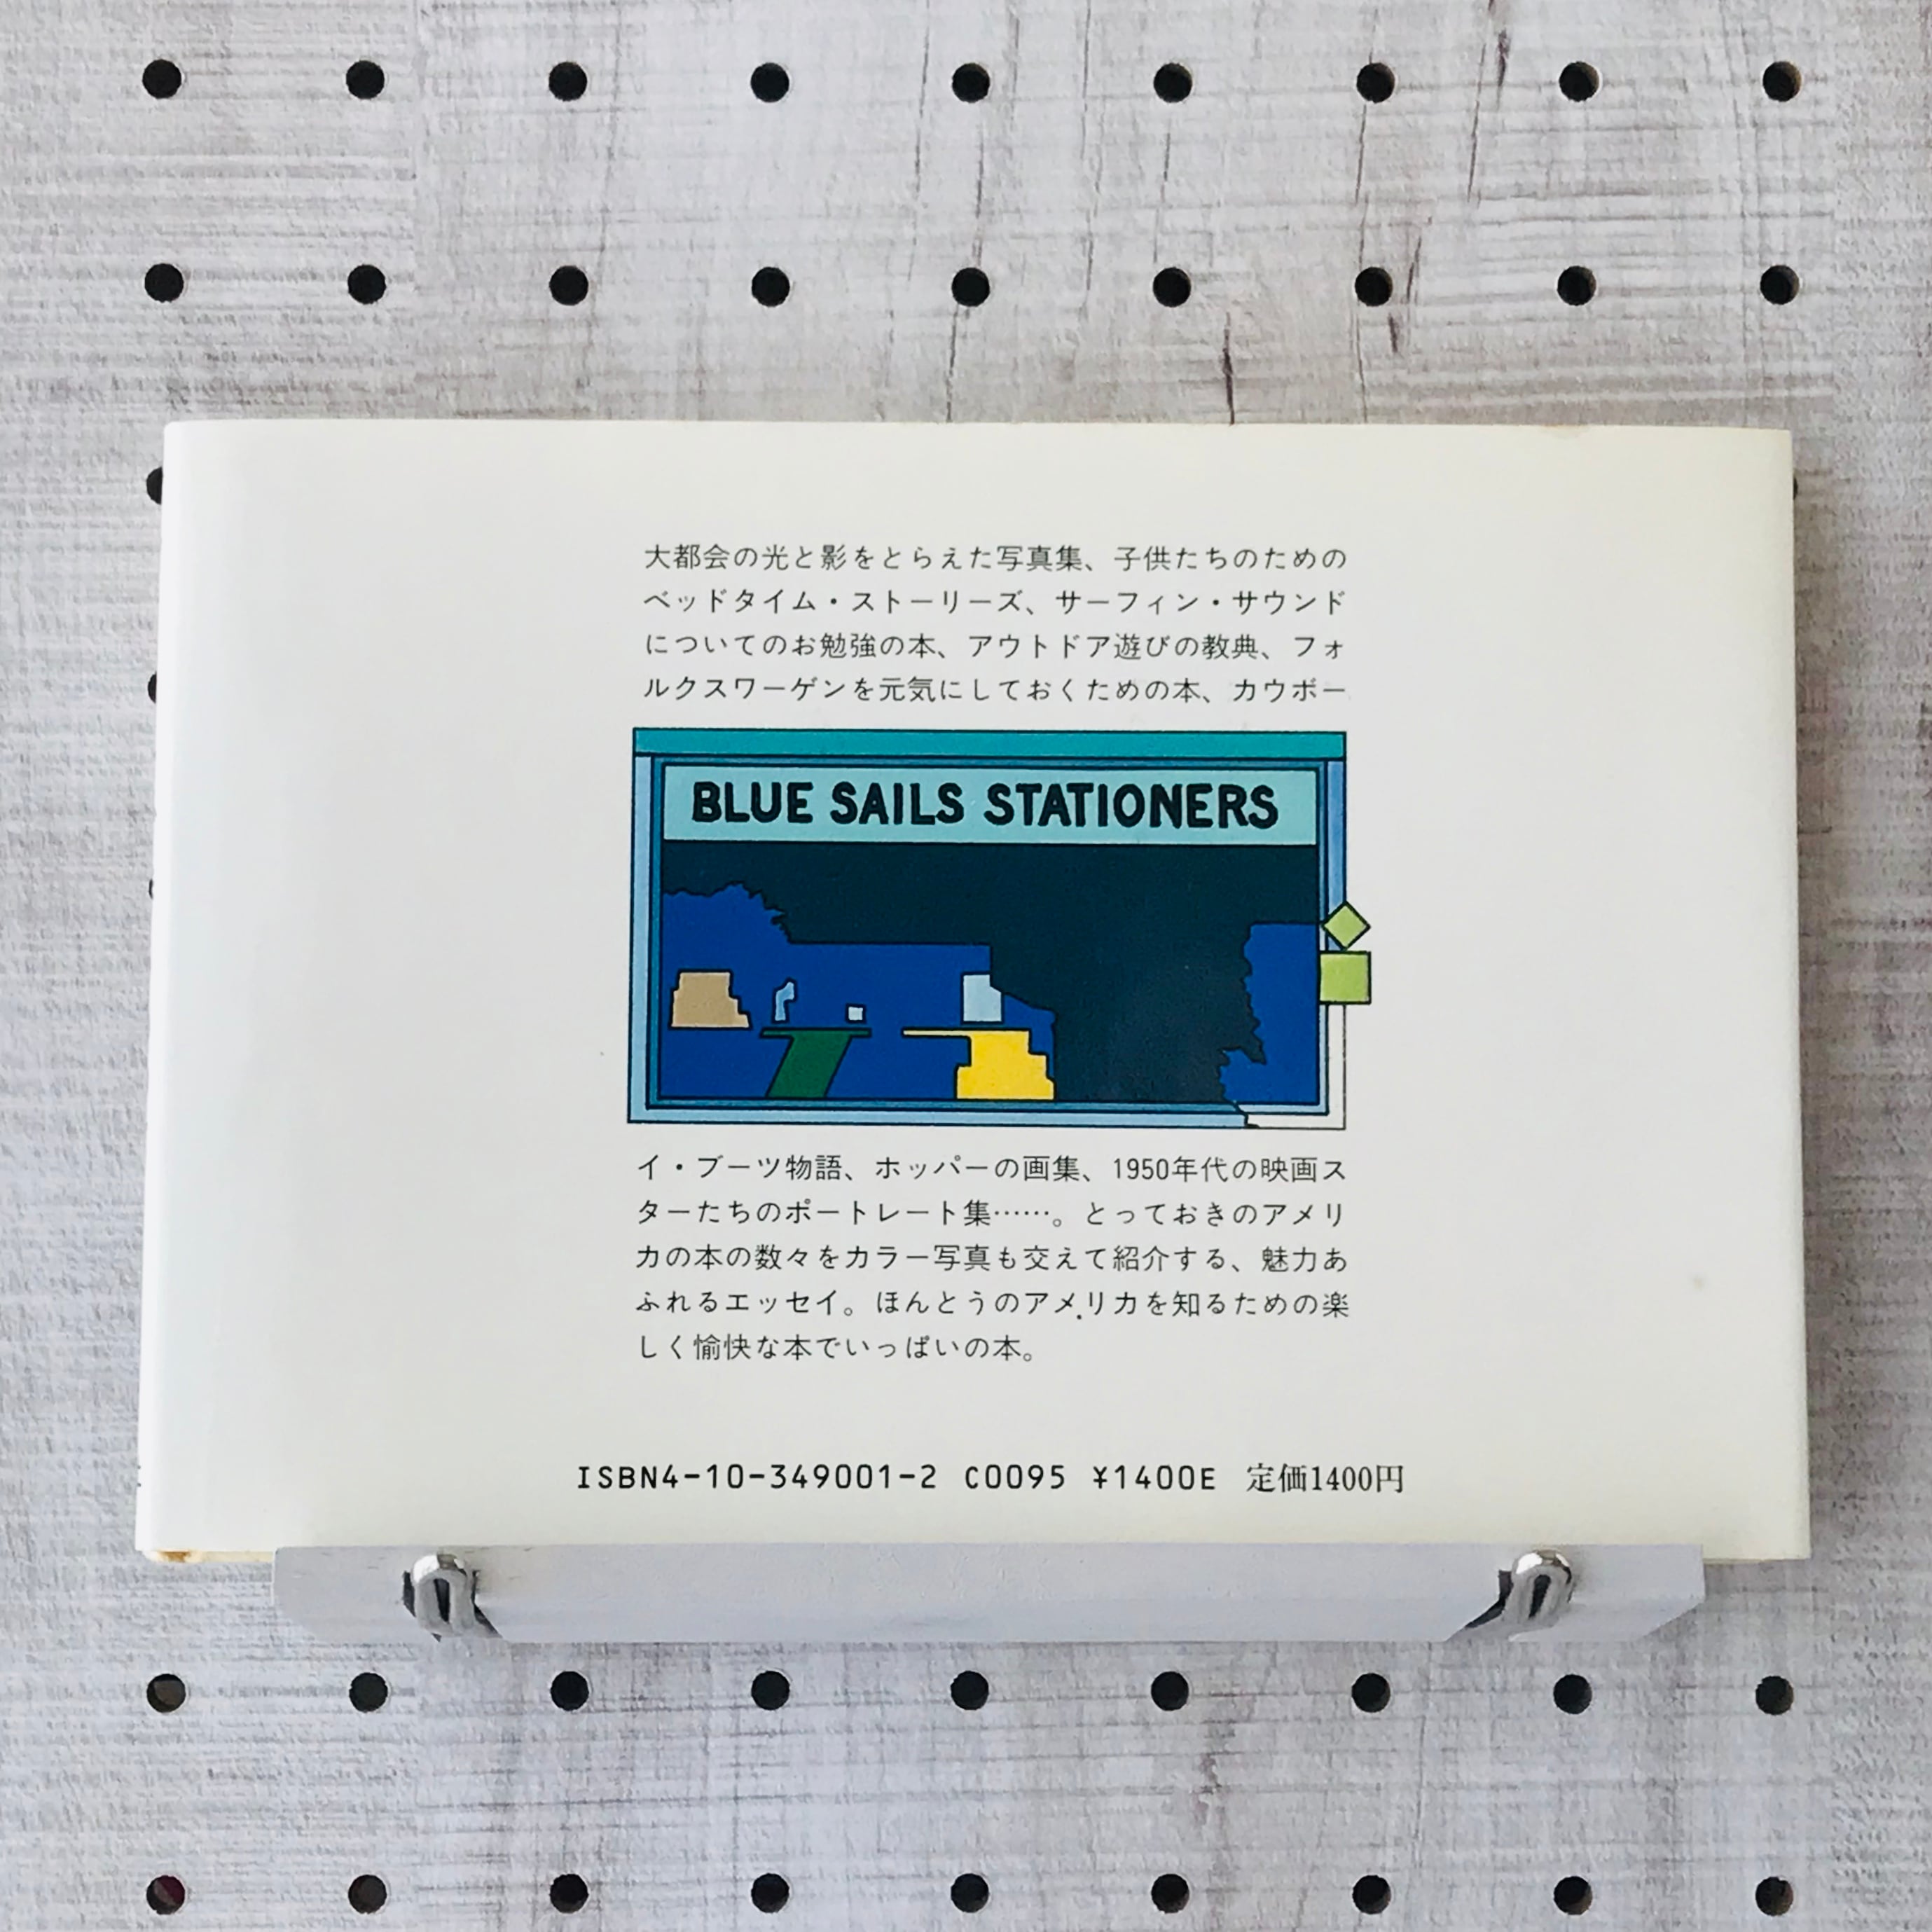 大都会の光と影をとらえた写真集、子供たちのための
ベッドタイム・ストーリーズ、サーフィン・サウンド
についてのお勉強の本、アウトドア遊びの教典、フォ
ルクスワーゲンを元気にしておくための本、カウボー
BLUE SAILS STATIONERS
イ・ブーツ物語、ホッパーの画集、1950年代の映画ス
ターたちのポートレート集……。とっておきのアメリ
カの本の数々をカラー写真も交えて紹介する、魅力あ
ふれるエッセイ。ほんとうのアメリカを知るための楽
しく愉快な本でいっぱいの本。
ISBN4-10-349001-2 C0095 ¥1400E 定価1400円